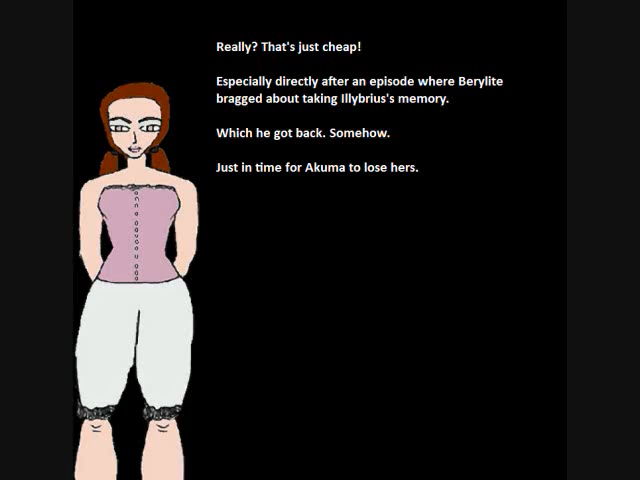 Really? That's just cheap!
Especially directly after an episode where Berylite
bragged about taking Illybrius's memory.
Which he got back. Somehow.
Just in time for Akuma to lose hers.